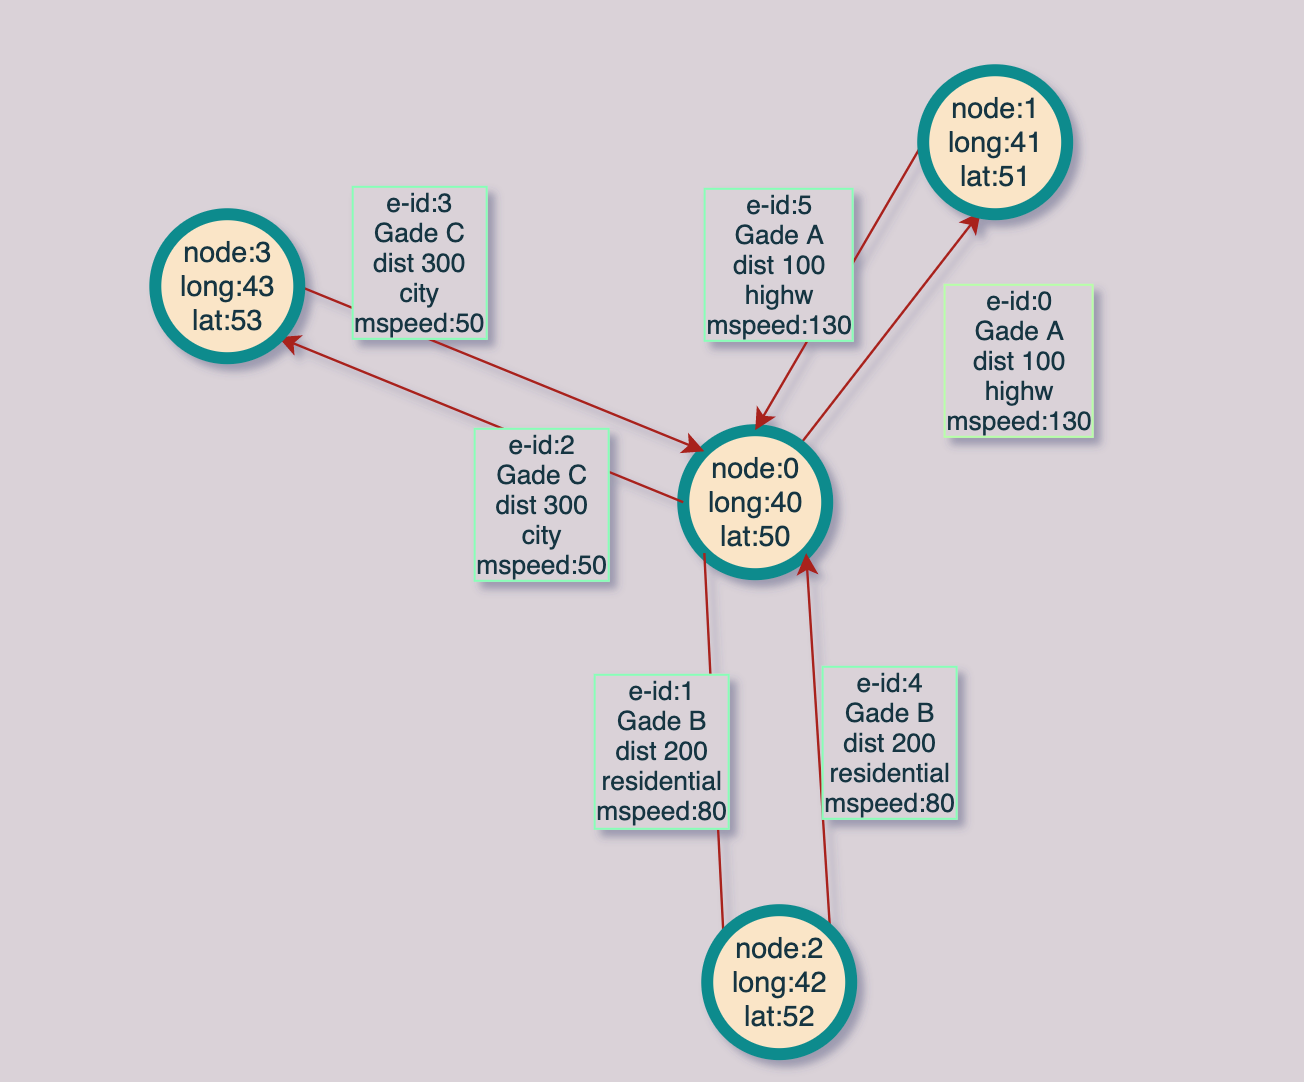 node:1
long:41
lat:51
e-id:3
Gade C
dist 300
city
mspeed:50
e-id:5
Gade A
dist 100
highw
mspeed:130
node:3
long:43
lat:53
e-id:0
Gade A
dist 100
highw
mspeed:130
e-id:2
Gade C
dist 300
city
mspeed:50
node:0
long:40
lat:50
e-id:1
Gade B
dist 200
residential
mspeed:80
e-id:4
Gade B
dist 200
residential
mspeed:80
node:2
long:42
lat:52